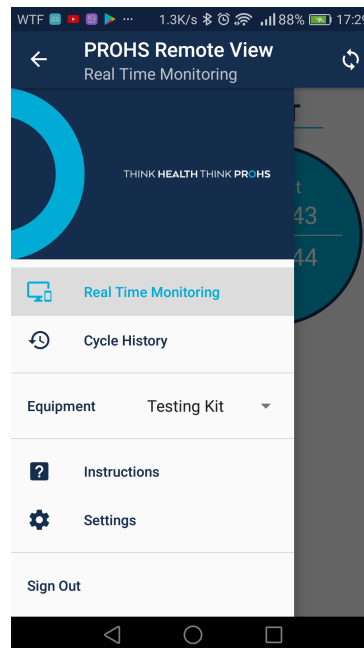 WTF ... 1.3K/s 88% 17:29
PROHS Remote View
Real Time Monitoring
THINK HEALTH THINK PROHS
t
43
44
Real Time Monitoring
Cycle History
Equipment Testing Kit
Instructions
Settings
Sign Out